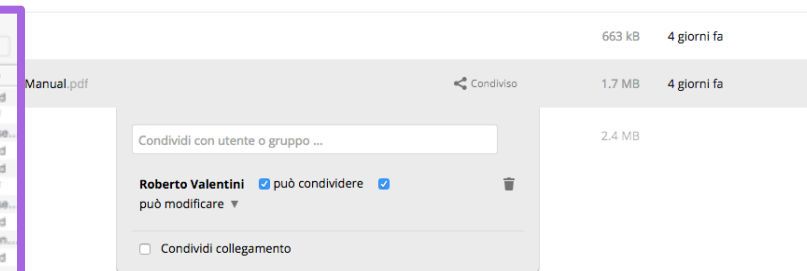 663 kB 4 giorni fa
Manual.pdf Condiviso 1.7 MB 4 giorni fa
Condividi con utente o gruppo ...
2.4 MB
Roberto Valentini può condividere
può modificare ▼
Condividi collegamento